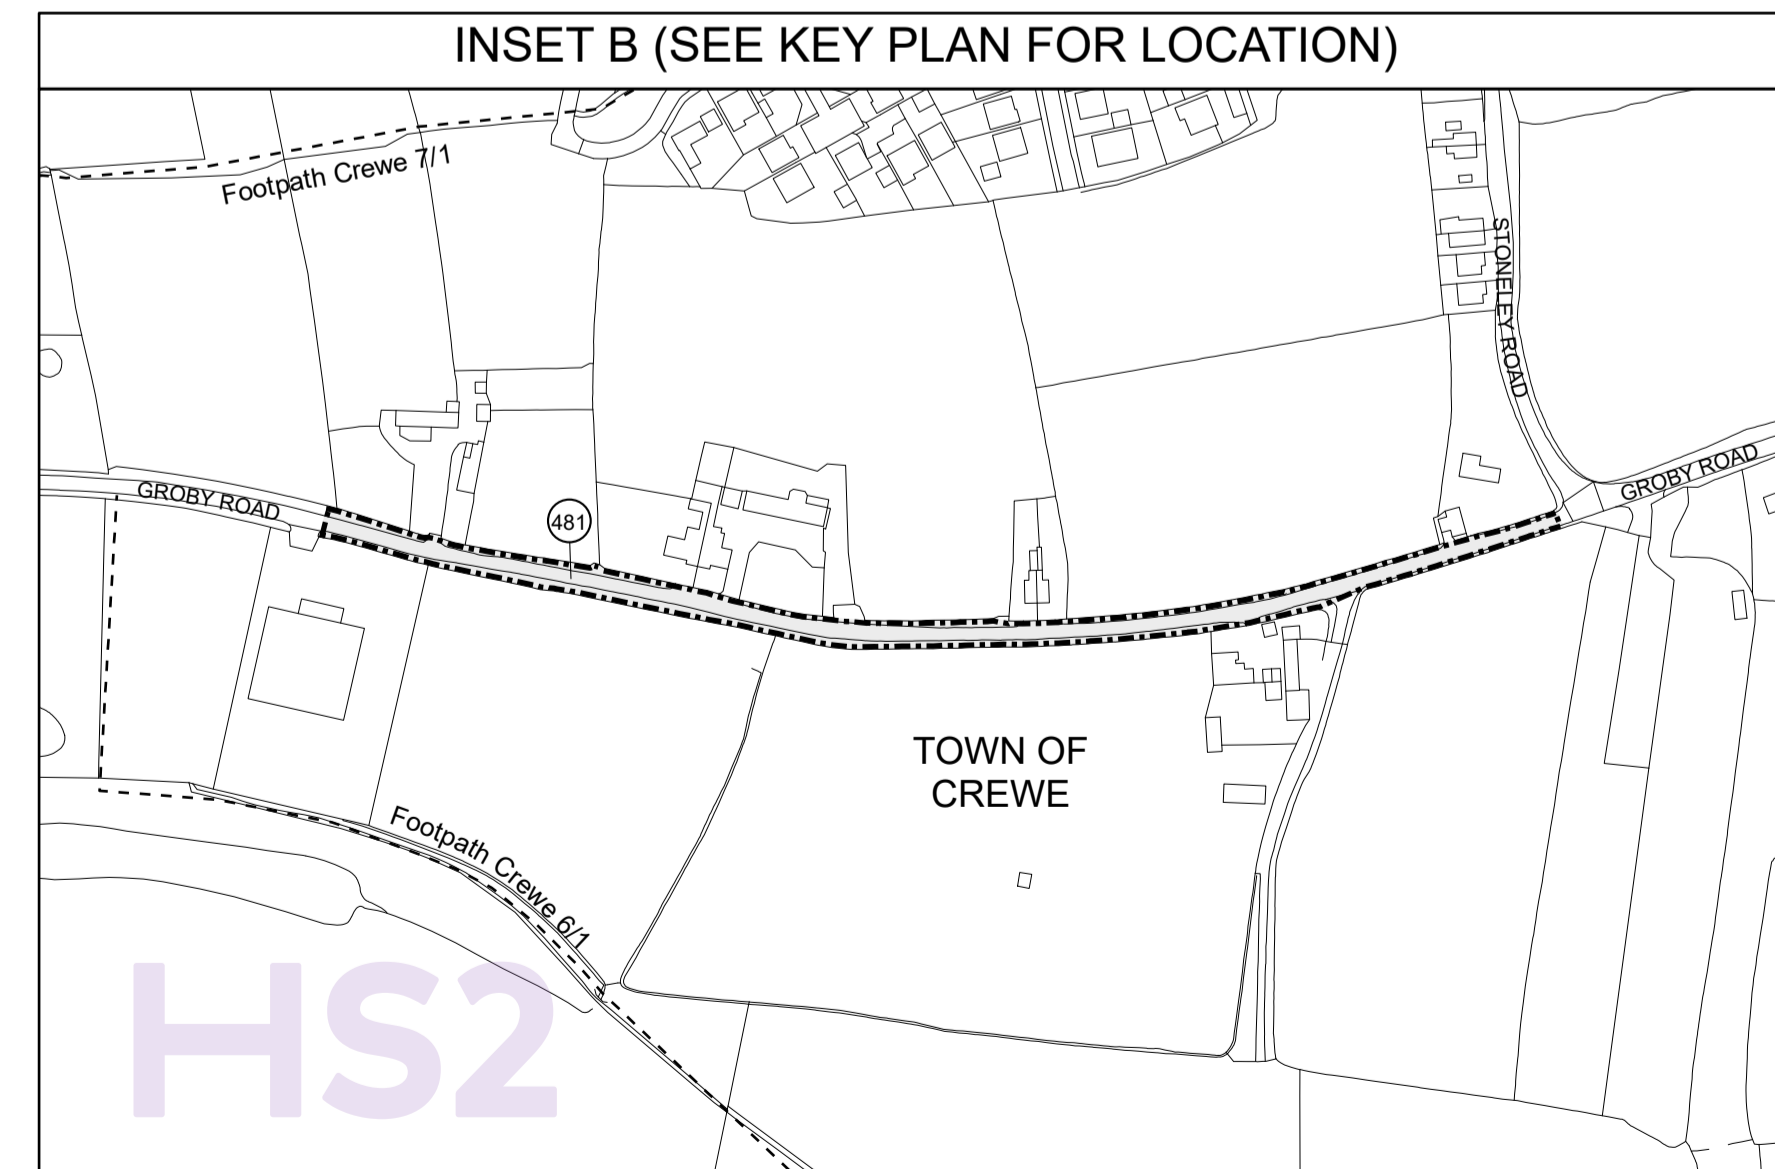 INSET B (SEE KEY PLAN FOR LOCATION)
Footpath Crewe 7/1
STONELEY ROAD
GROBY ROAD
GROBY ROAD
481
TOWN OF
CREWE
Footpath Crewe 6/1
HS2